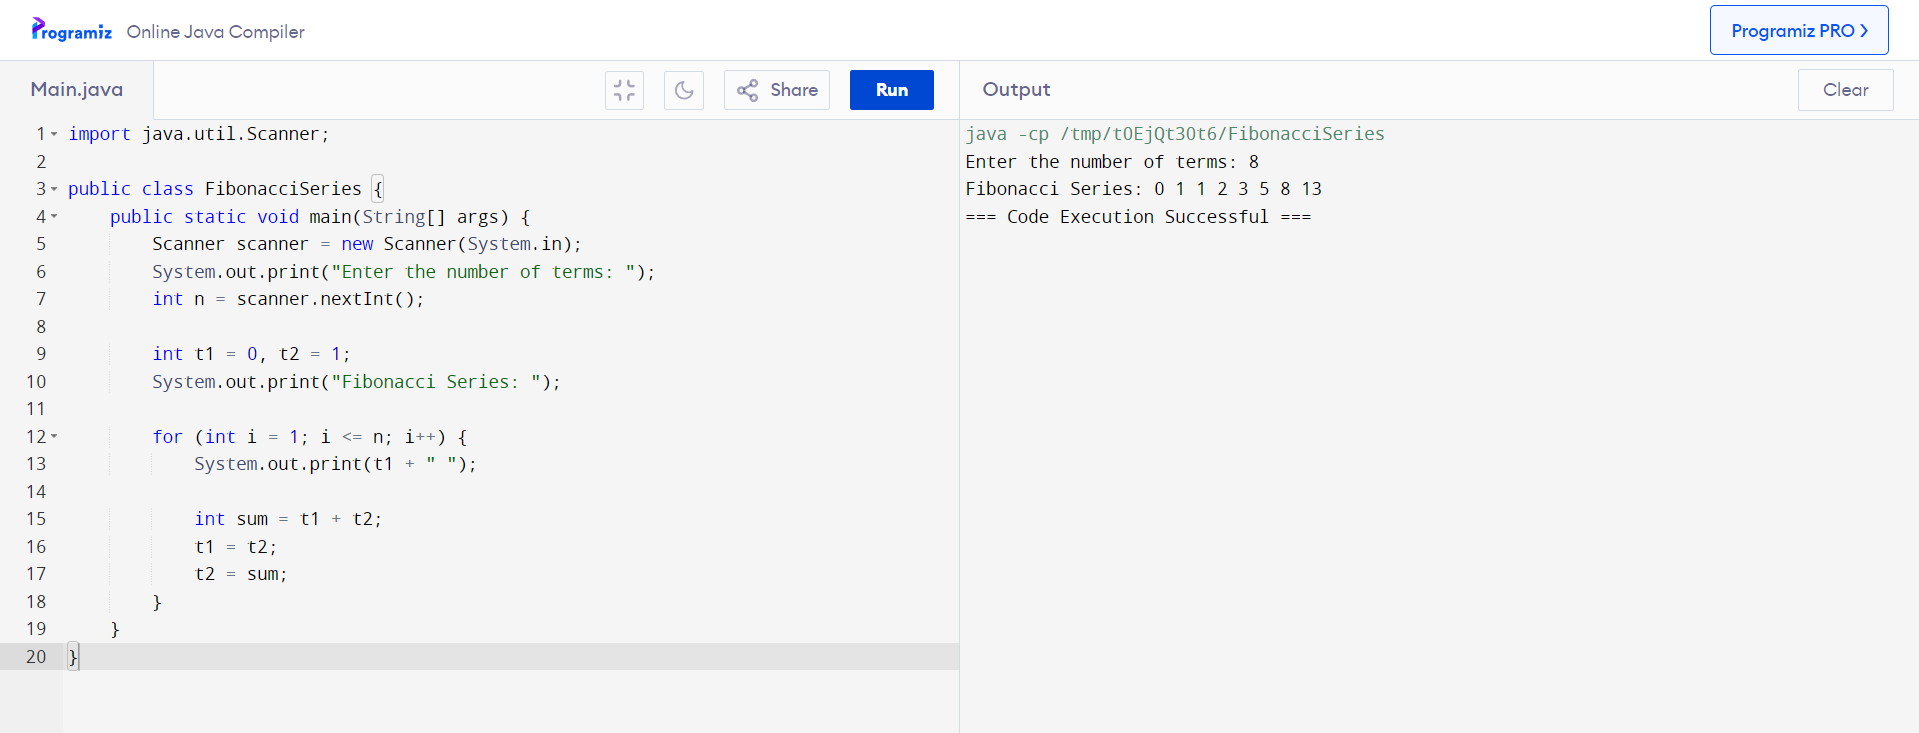 Programiz Online Java Compiler
Programiz PRO >
Main.java
Share
Run
Output
Clear
1 import java.util.Scanner;
2
3 public class FibonacciSeries {
4     public static void main(String[] args) {
5         Scanner scanner = new Scanner(System.in);
6         System.out.print("Enter the number of terms: ");
7         int n = scanner.nextInt();
8
9         int t1 = 0, t2 = 1;
10         System.out.print("Fibonacci Series: ");
11
12         for (int i = 1; i <= n; i++) {
13             System.out.print(t1 + " ");
14
15             int sum = t1 + t2;
16             t1 = t2;
17             t2 = sum;
18         }
19     }
20 }
java -cp /tmp/tOEjQt3Ot6/FibonacciSeries
Enter the number of terms: 8
Fibonacci Series: 0 1 1 2 3 5 8 13
=== Code Execution Successful ===